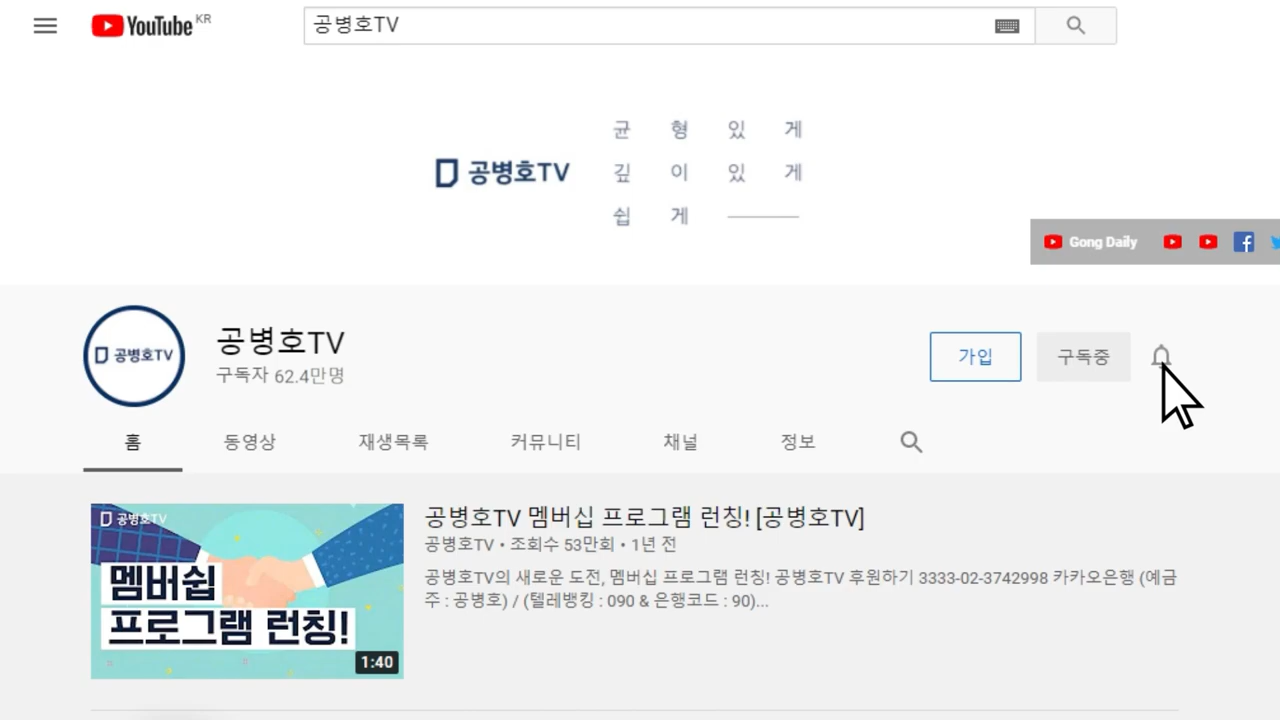 YouTube KR
공병호TV
균 형 있 게
공병호TV 깊 이 있 게
쉽 게
Gong Daily
공병호TV
공병호TV
구독자 62.4만명
가입 구독중
홈 동영상 재생목록 커뮤니티 채널 정보
공병호TV
멤버쉽
프로그램 런칭!
1:40
공병호TV 멤버십 프로그램 런칭! [공병호TV]
공병호TV • 조회수 53만회 • 1년 전
공병호TV의 새로운 도전, 멤버십 프로그램 런칭! 공병호TV 후원하기 3333-02-3742998 카카오은행 (예금
주 : 공병호) / (텔레뱅킹 : 090 & 은행코드 : 90)...